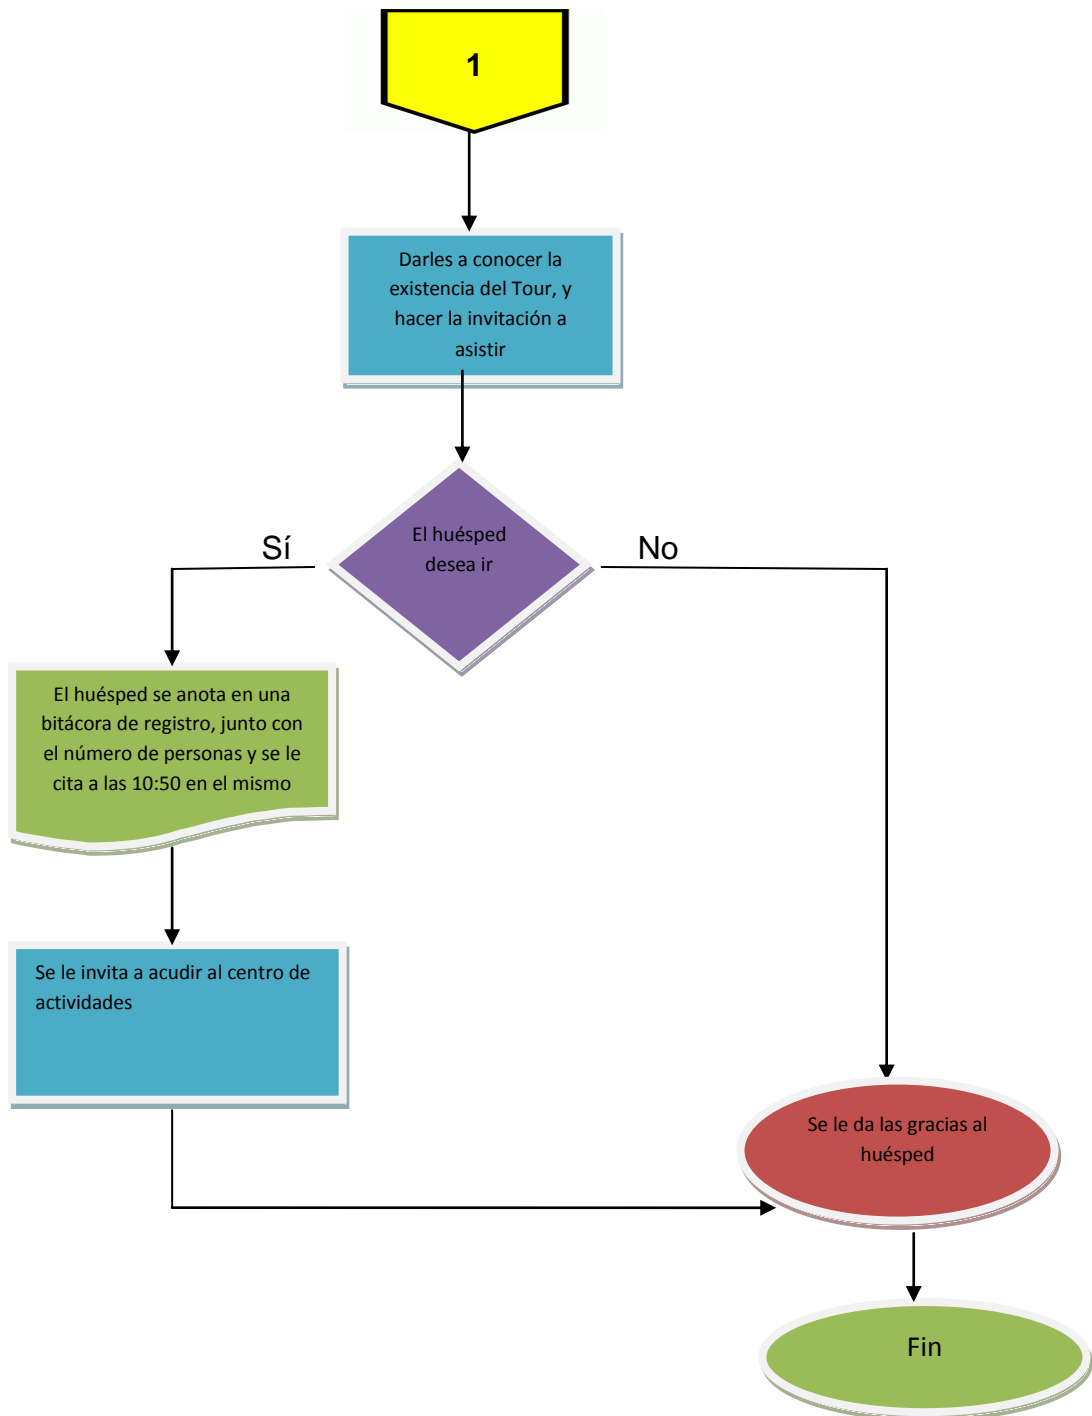 1
Darles a conocer la
existencia del Tour, y
hacer la invitación a
asistir
El huésped
desea ir
Sí
No
El huésped se anota en una
bitácora de registro, junto con
el número de personas y se le
cita a las 10:50 en el mismo
Se le invita a acudir al centro de
actividades
Se le da las gracias al
huésped
Fin